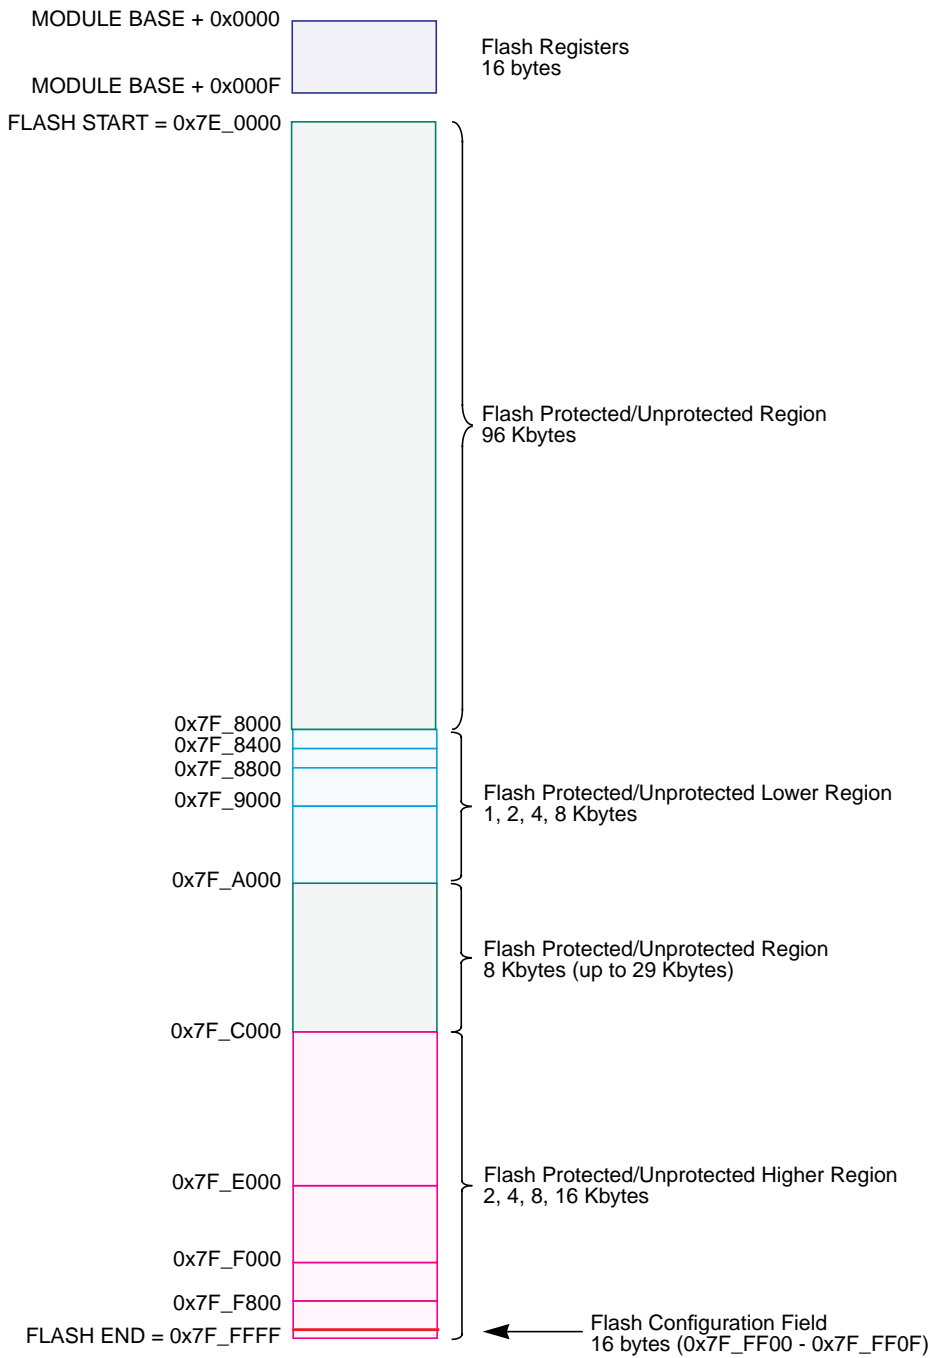 MODULE BASE + 0x0000
Flash Registers
16 bytes
MODULE BASE + 0x000F
FLASH START = 0x7E_0000
Flash Protected/Unprotected Region
96 Kbytes
0x7F_8000
0x7F_8400
0x7F_8800
0x7F_9000
Flash Protected/Unprotected Lower Region
1, 2, 4, 8 Kbytes
0x7F_A000
Flash Protected/Unprotected Region
8 Kbytes (up to 29 Kbytes)
0x7F_C000
0x7F_E000
Flash Protected/Unprotected Higher Region
2, 4, 8, 16 Kbytes
0x7F_F000
0x7F_F800
FLASH END = 0x7F_FFFF
Flash Configuration Field
16 bytes (0x7F_FF00 - 0x7F_FF0F)